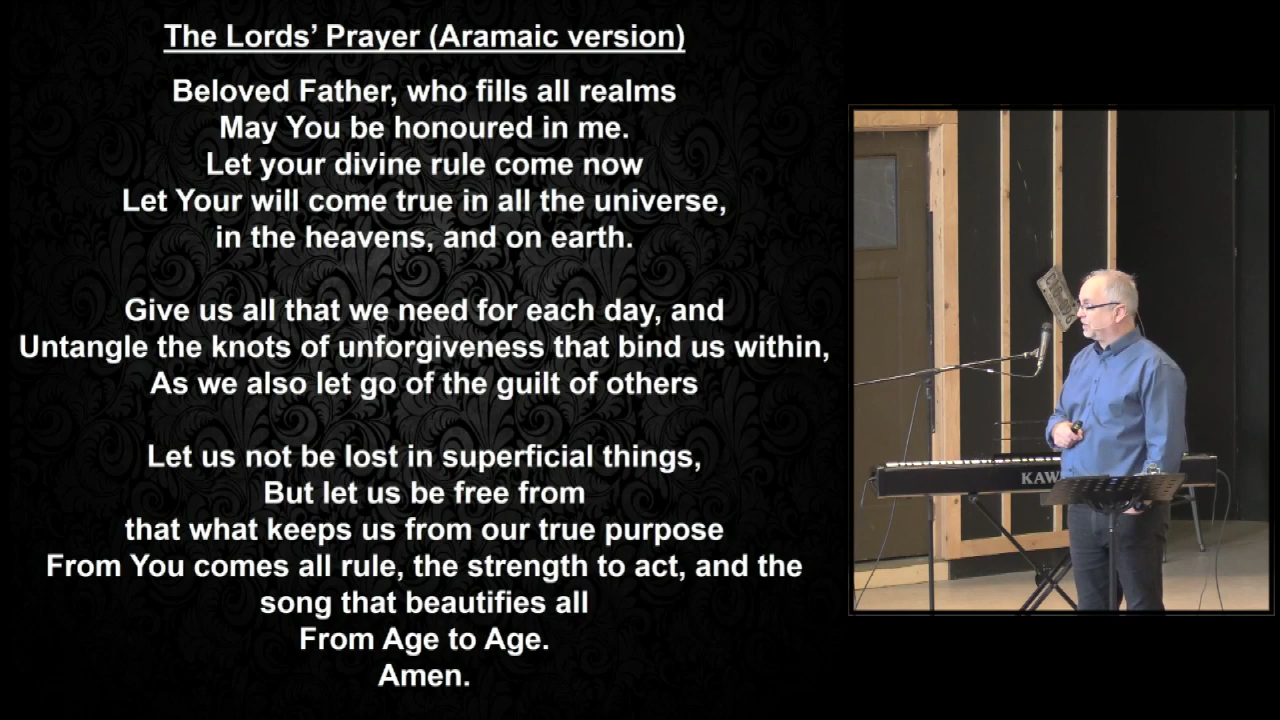 The Lords’ Prayer (Aramaic version)
Beloved Father, who fills all realms
May You be honoured in me.
Let your divine rule come now
Let Your will come true in all the universe,
in the heavens, and on earth.
Give us all that we need for each day, and
Untangle the knots of unforgiveness that bind us within,
As we also let go of the guilt of others
Let us not be lost in superficial things,
But let us be free from
that what keeps us from our true purpose
From You comes all rule, the strength to act, and the
song that beautifies all
From Age to Age.
Amen.